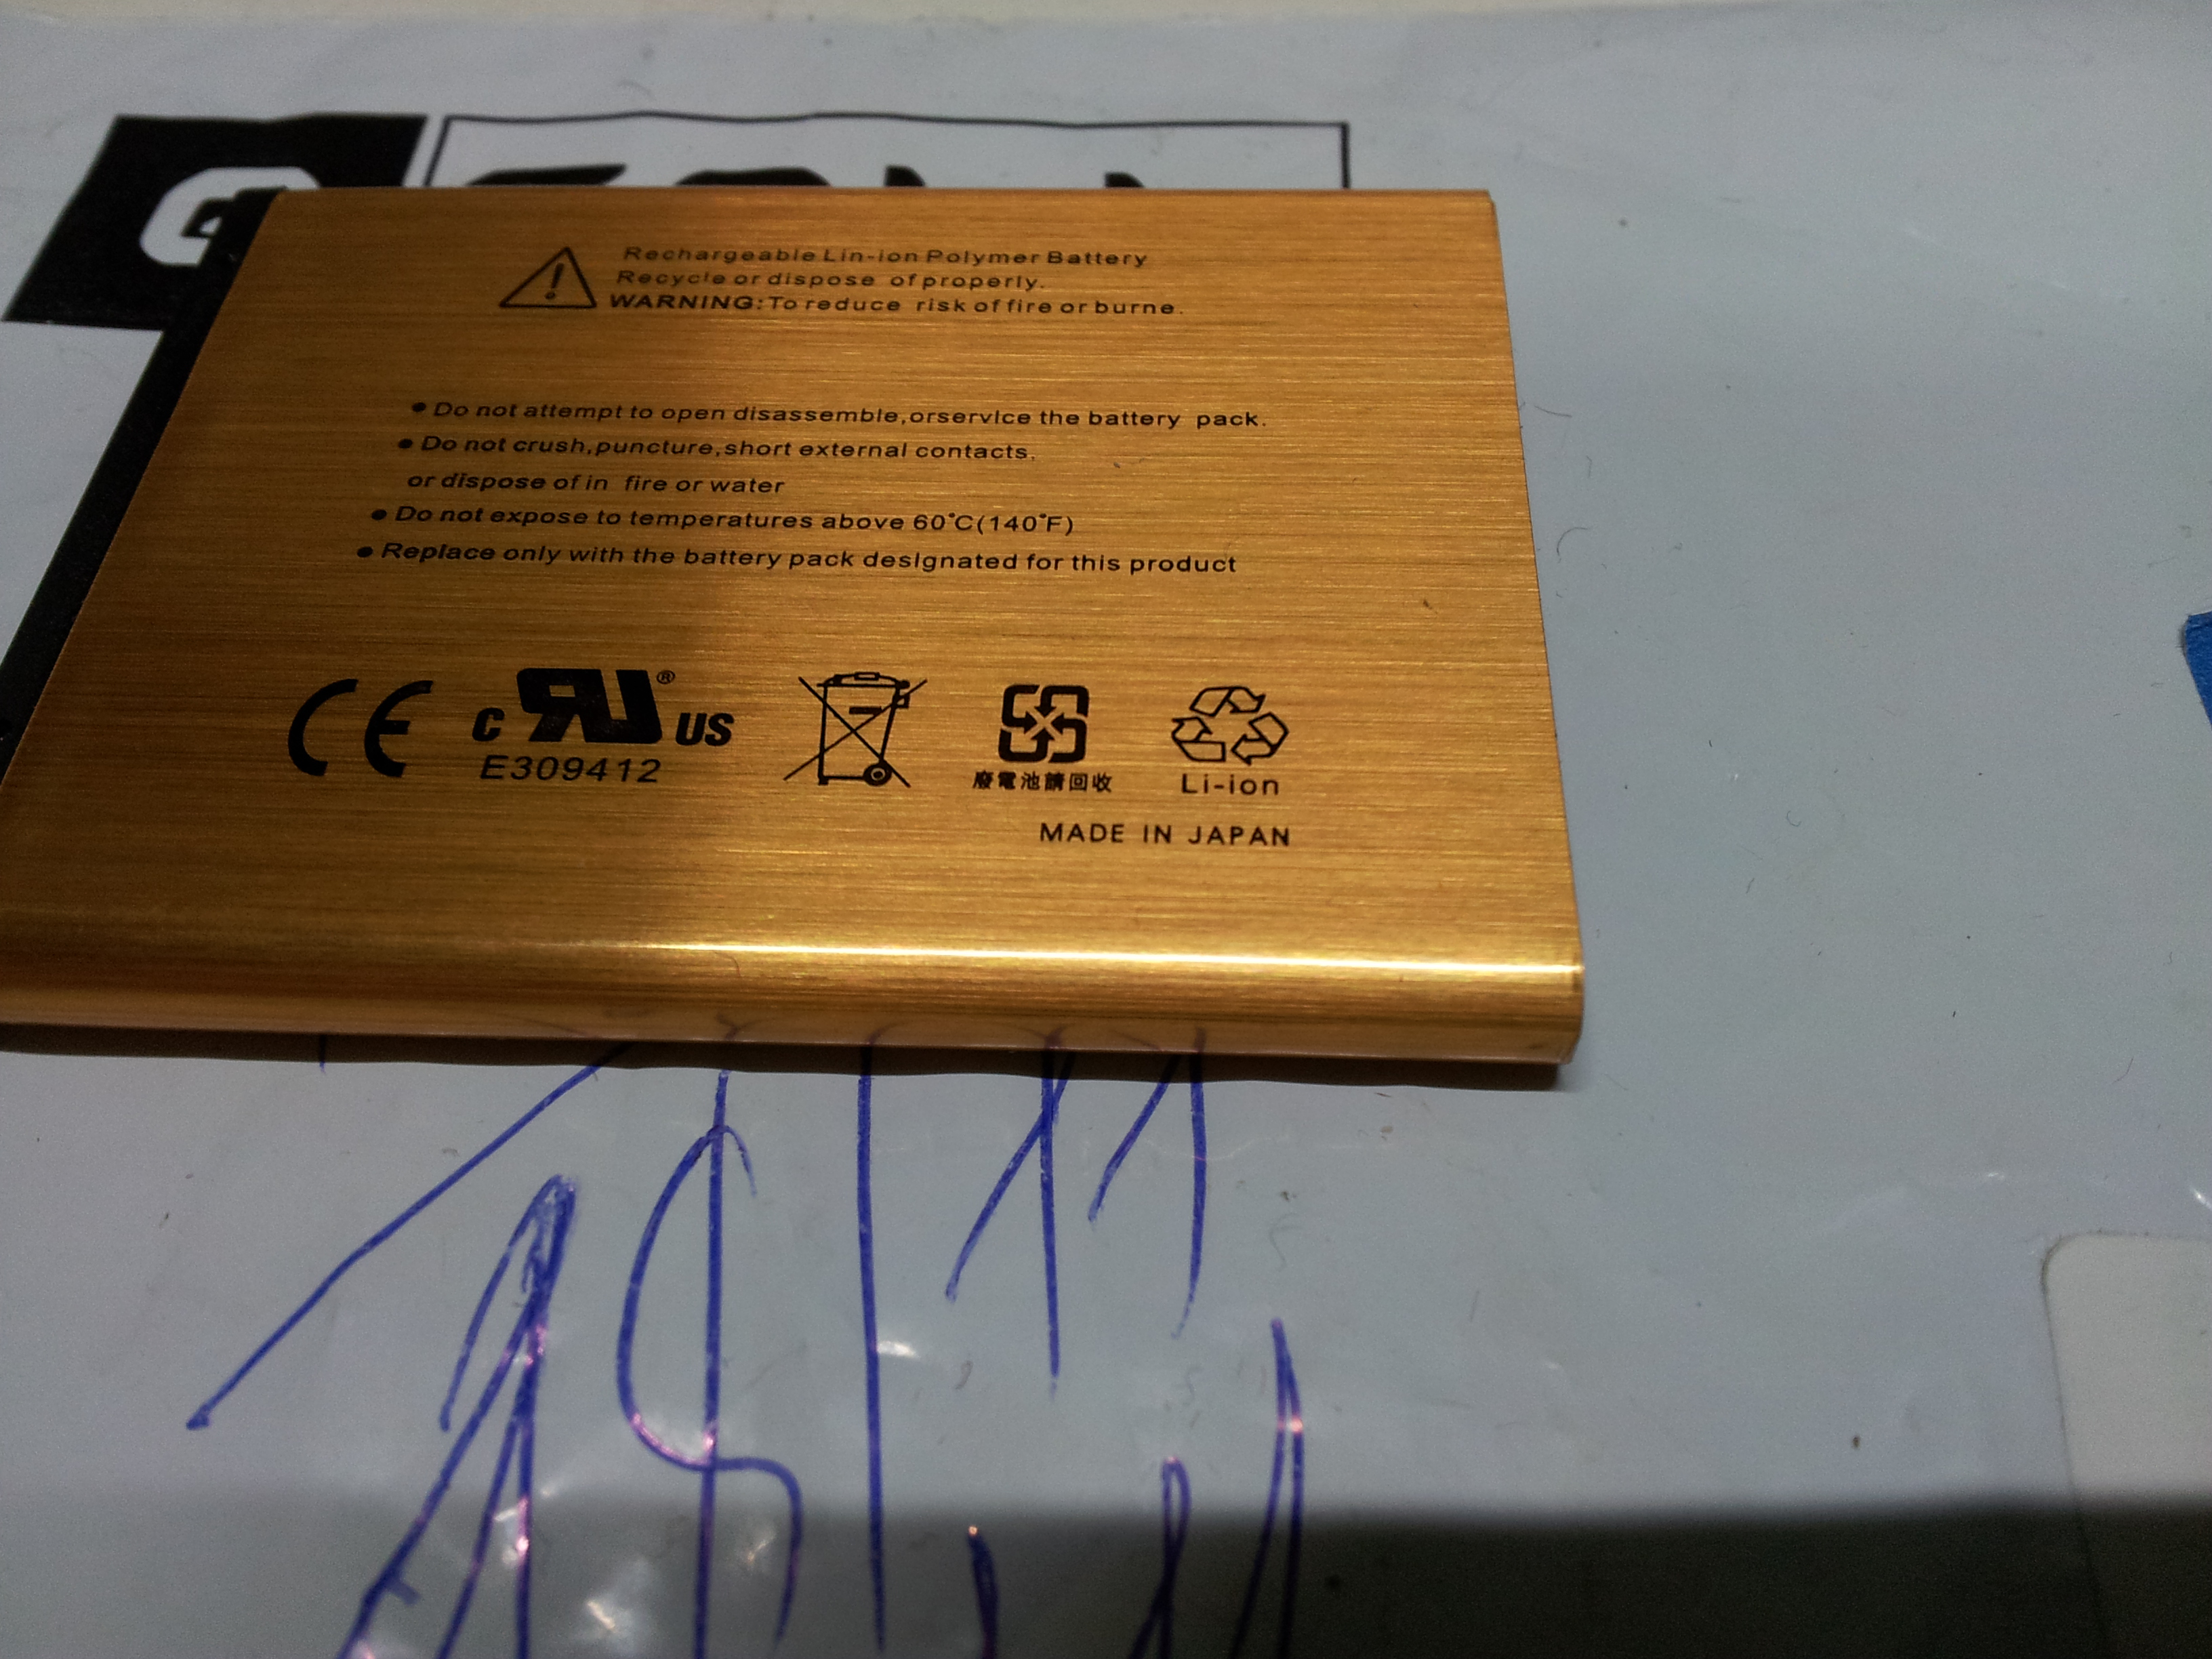 Rechargeable Lin-ion Polymer Battery
Recycle or dispose of properly.
WARNING:To reduce risk of fire or burne.
● Do not attempt to open disassemble,orservlce the battery pack.
● Do not crush,puncture,short external contacts.
or dispose of in fire or water
● Do not expose to temperatures above 60°C(140°F)
● Replace only with the battery pack deslgnated for this product
CE c RU® US
E309412
廢電池請回收
Li-ion
MADE IN JAPAN